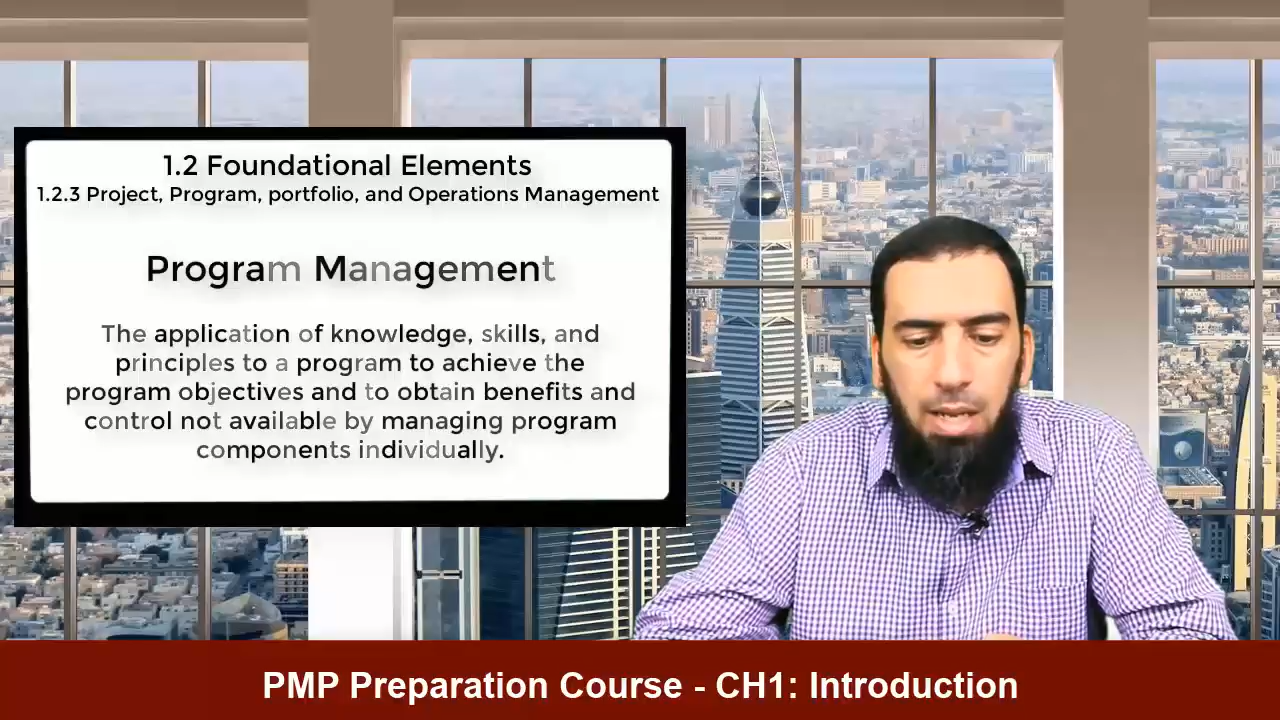 1.2 Foundational Elements
1.2.3 Project, Program, portfolio, and Operations Management
Program Management
The application of knowledge, skills, and
principles to a program to achieve the
program objectives and to obtain benefits and
control not available by managing program
components individually.
PMP Preparation Course - CH1: Introduction